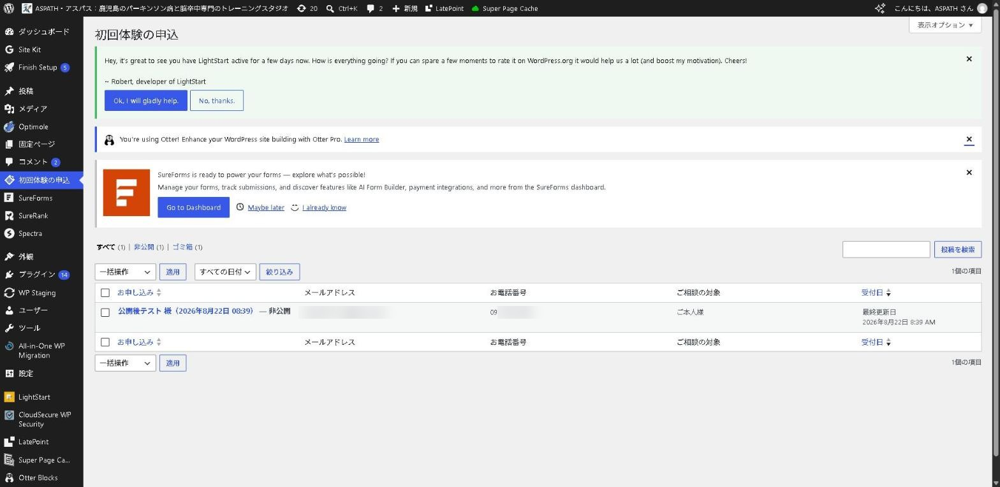 ASPATH・アスパス：鹿児島のパーキンソン病と脳卒中専門のトレーニングスタジオ 20 Ctrl+K 2 新規 LatePoint Super Page Cache こんにちは、ASPATH さん
ダッシュボード
Site Kit
Finish Setup 5
投稿
メディア
Optimole
固定ページ
コメント 2
初回体験の申込
SureForms
SureRank
Spectra
外観
プラグイン 14
WP Staging
ユーザー
ツール
All-in-One WP
Migration
設定
LightStart
CloudSecure WP
Security
LatePoint
Super Page Ca...
Otter Blocks
表示オプション ▼
初回体験の申込
Hey, it's great to see you have LightStart active for a few days now. How is everything going? If you can spare a few moments to rate it on WordPress.org it would help us a lot (and boost my motivation). Cheers!
~ Robert, developer of LightStart
Ok, I will gladly help. No, thanks.
You're using Otter! Enhance your WordPress site building with Otter Pro. Learn more
SureForms is ready to power your forms — explore what's possible!
Manage your forms, track submissions, and discover features like AI Form Builder, payment integrations, and more from the SureForms dashboard.
Go to Dashboard Maybe later I already know
すべて (1) | 非公開 (1) | ゴミ箱 (1)
投稿を検索
一括操作 適用 すべての日付 絞り込み 1個の項目
お申し込み メールアドレス お電話番号 ご相談の対象 受付日
公開後テスト 様（2026年8月22日 08:39） — 非公開 09 ご本人様 最終更新日
2026年8月22日 8:39 AM
お申し込み メールアドレス お電話番号 ご相談の対象 受付日
一括操作 適用 1個の項目